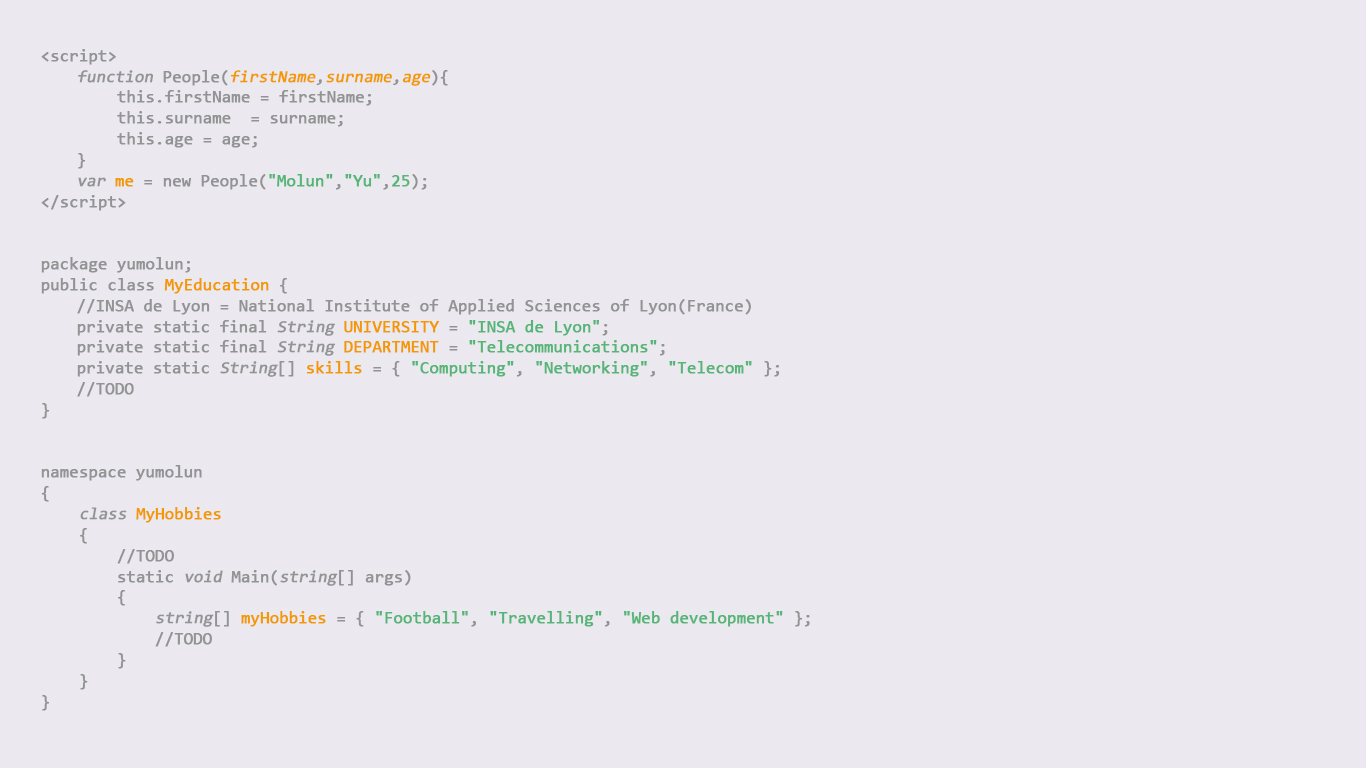 <script>
function People(firstName,surname,age){
this.firstName = firstName;
this.surname  = surname;
this.age = age;
}
var me = new People("Molun","Yu",25);
</script>
package yumolun;
public class MyEducation {
//INSA de Lyon = National Institute of Applied Sciences of Lyon(France)
private static final String UNIVERSITY = "INSA de Lyon";
private static final String DEPARTMENT = "Telecommunications";
private static String[] skills = { "Computing", "Networking", "Telecom" };
//TODO
}
namespace yumolun
{
class MyHobbies
{
//TODO
static void Main(string[] args)
{
string[] myHobbies = { "Football", "Travelling", "Web development" };
//TODO
}
}
}